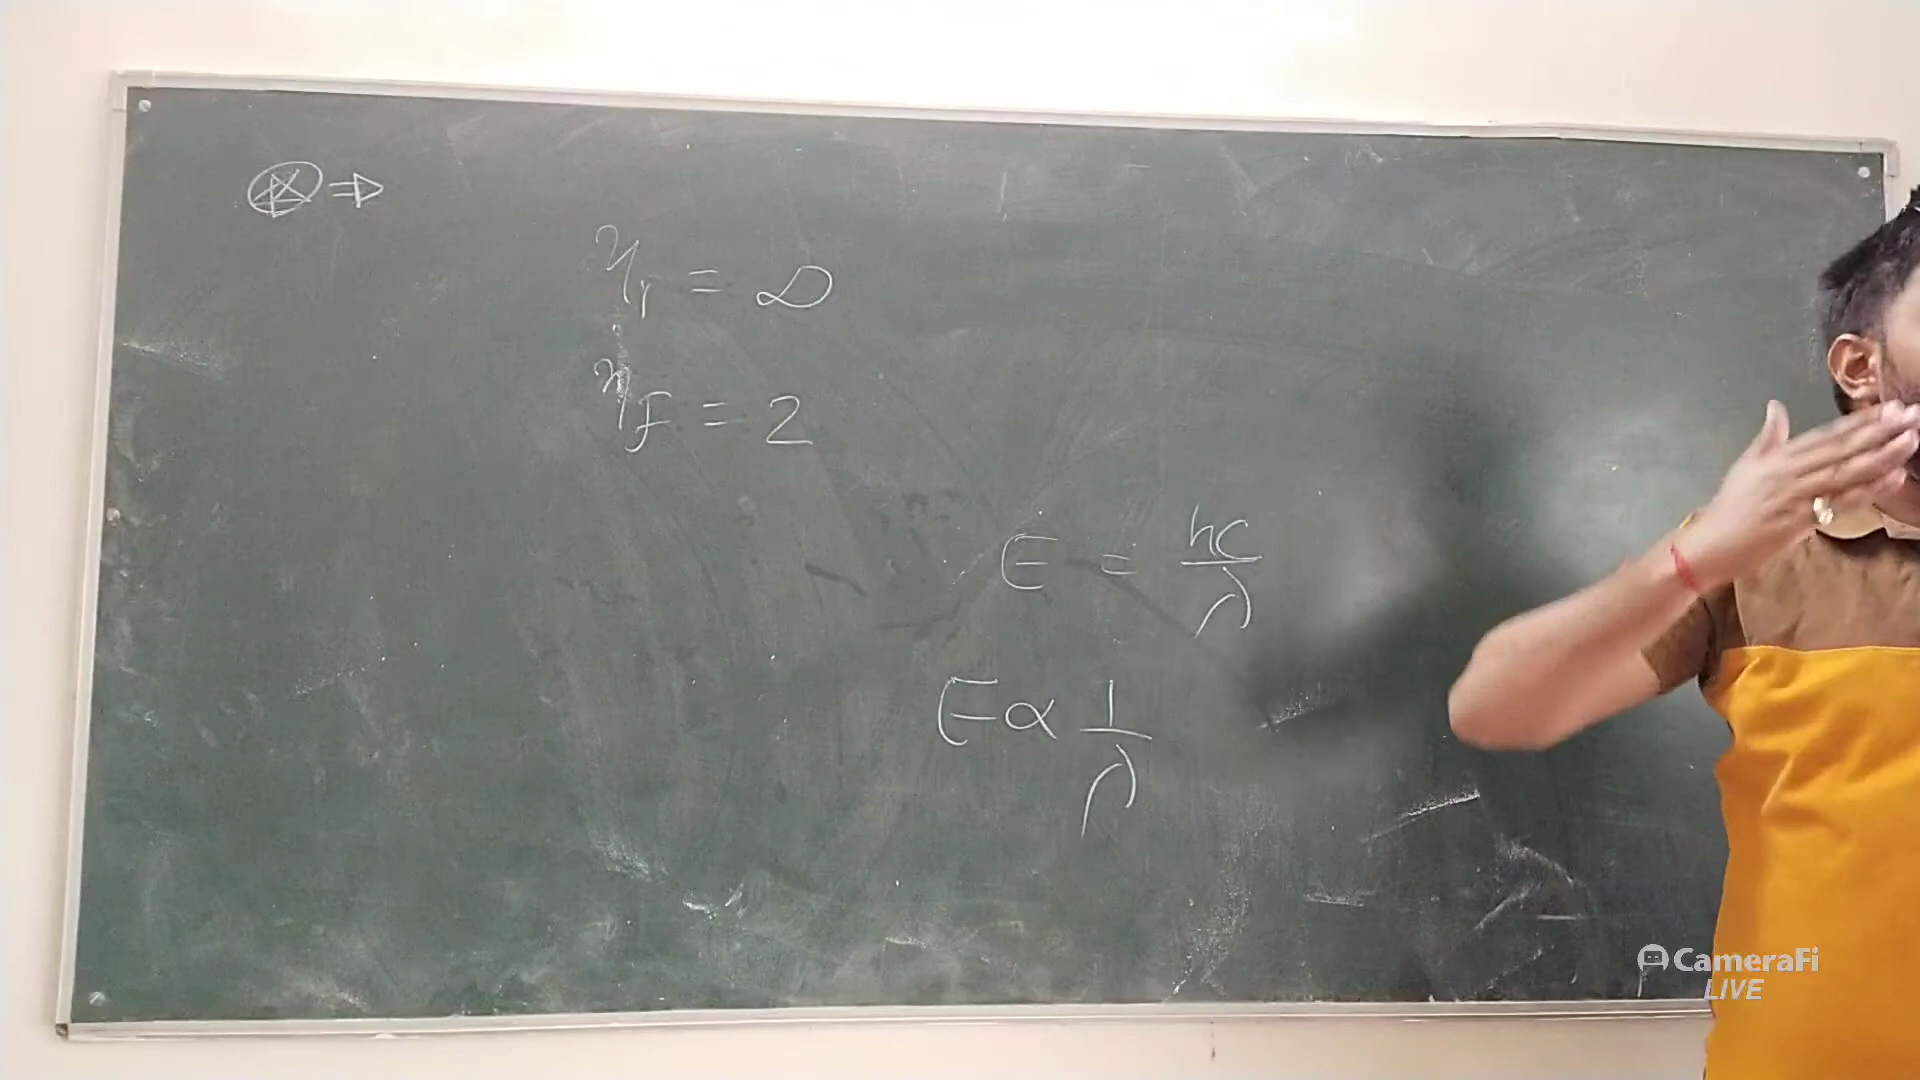 ⇒
n_i = ∞
n_F = 2
E = hc/λ
E ∝ 1/λ
CameraFi
LIVE